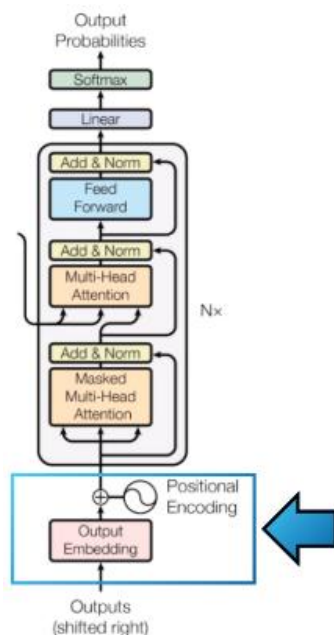 Output
Probabilities
Softmax
Linear
Add & Norm
Feed
Forward
Add & Norm
Multi-Head
Attention
N×
Add & Norm
Masked
Multi-Head
Attention
Positional
Encoding
Output
Embedding
Outputs
(shifted right)